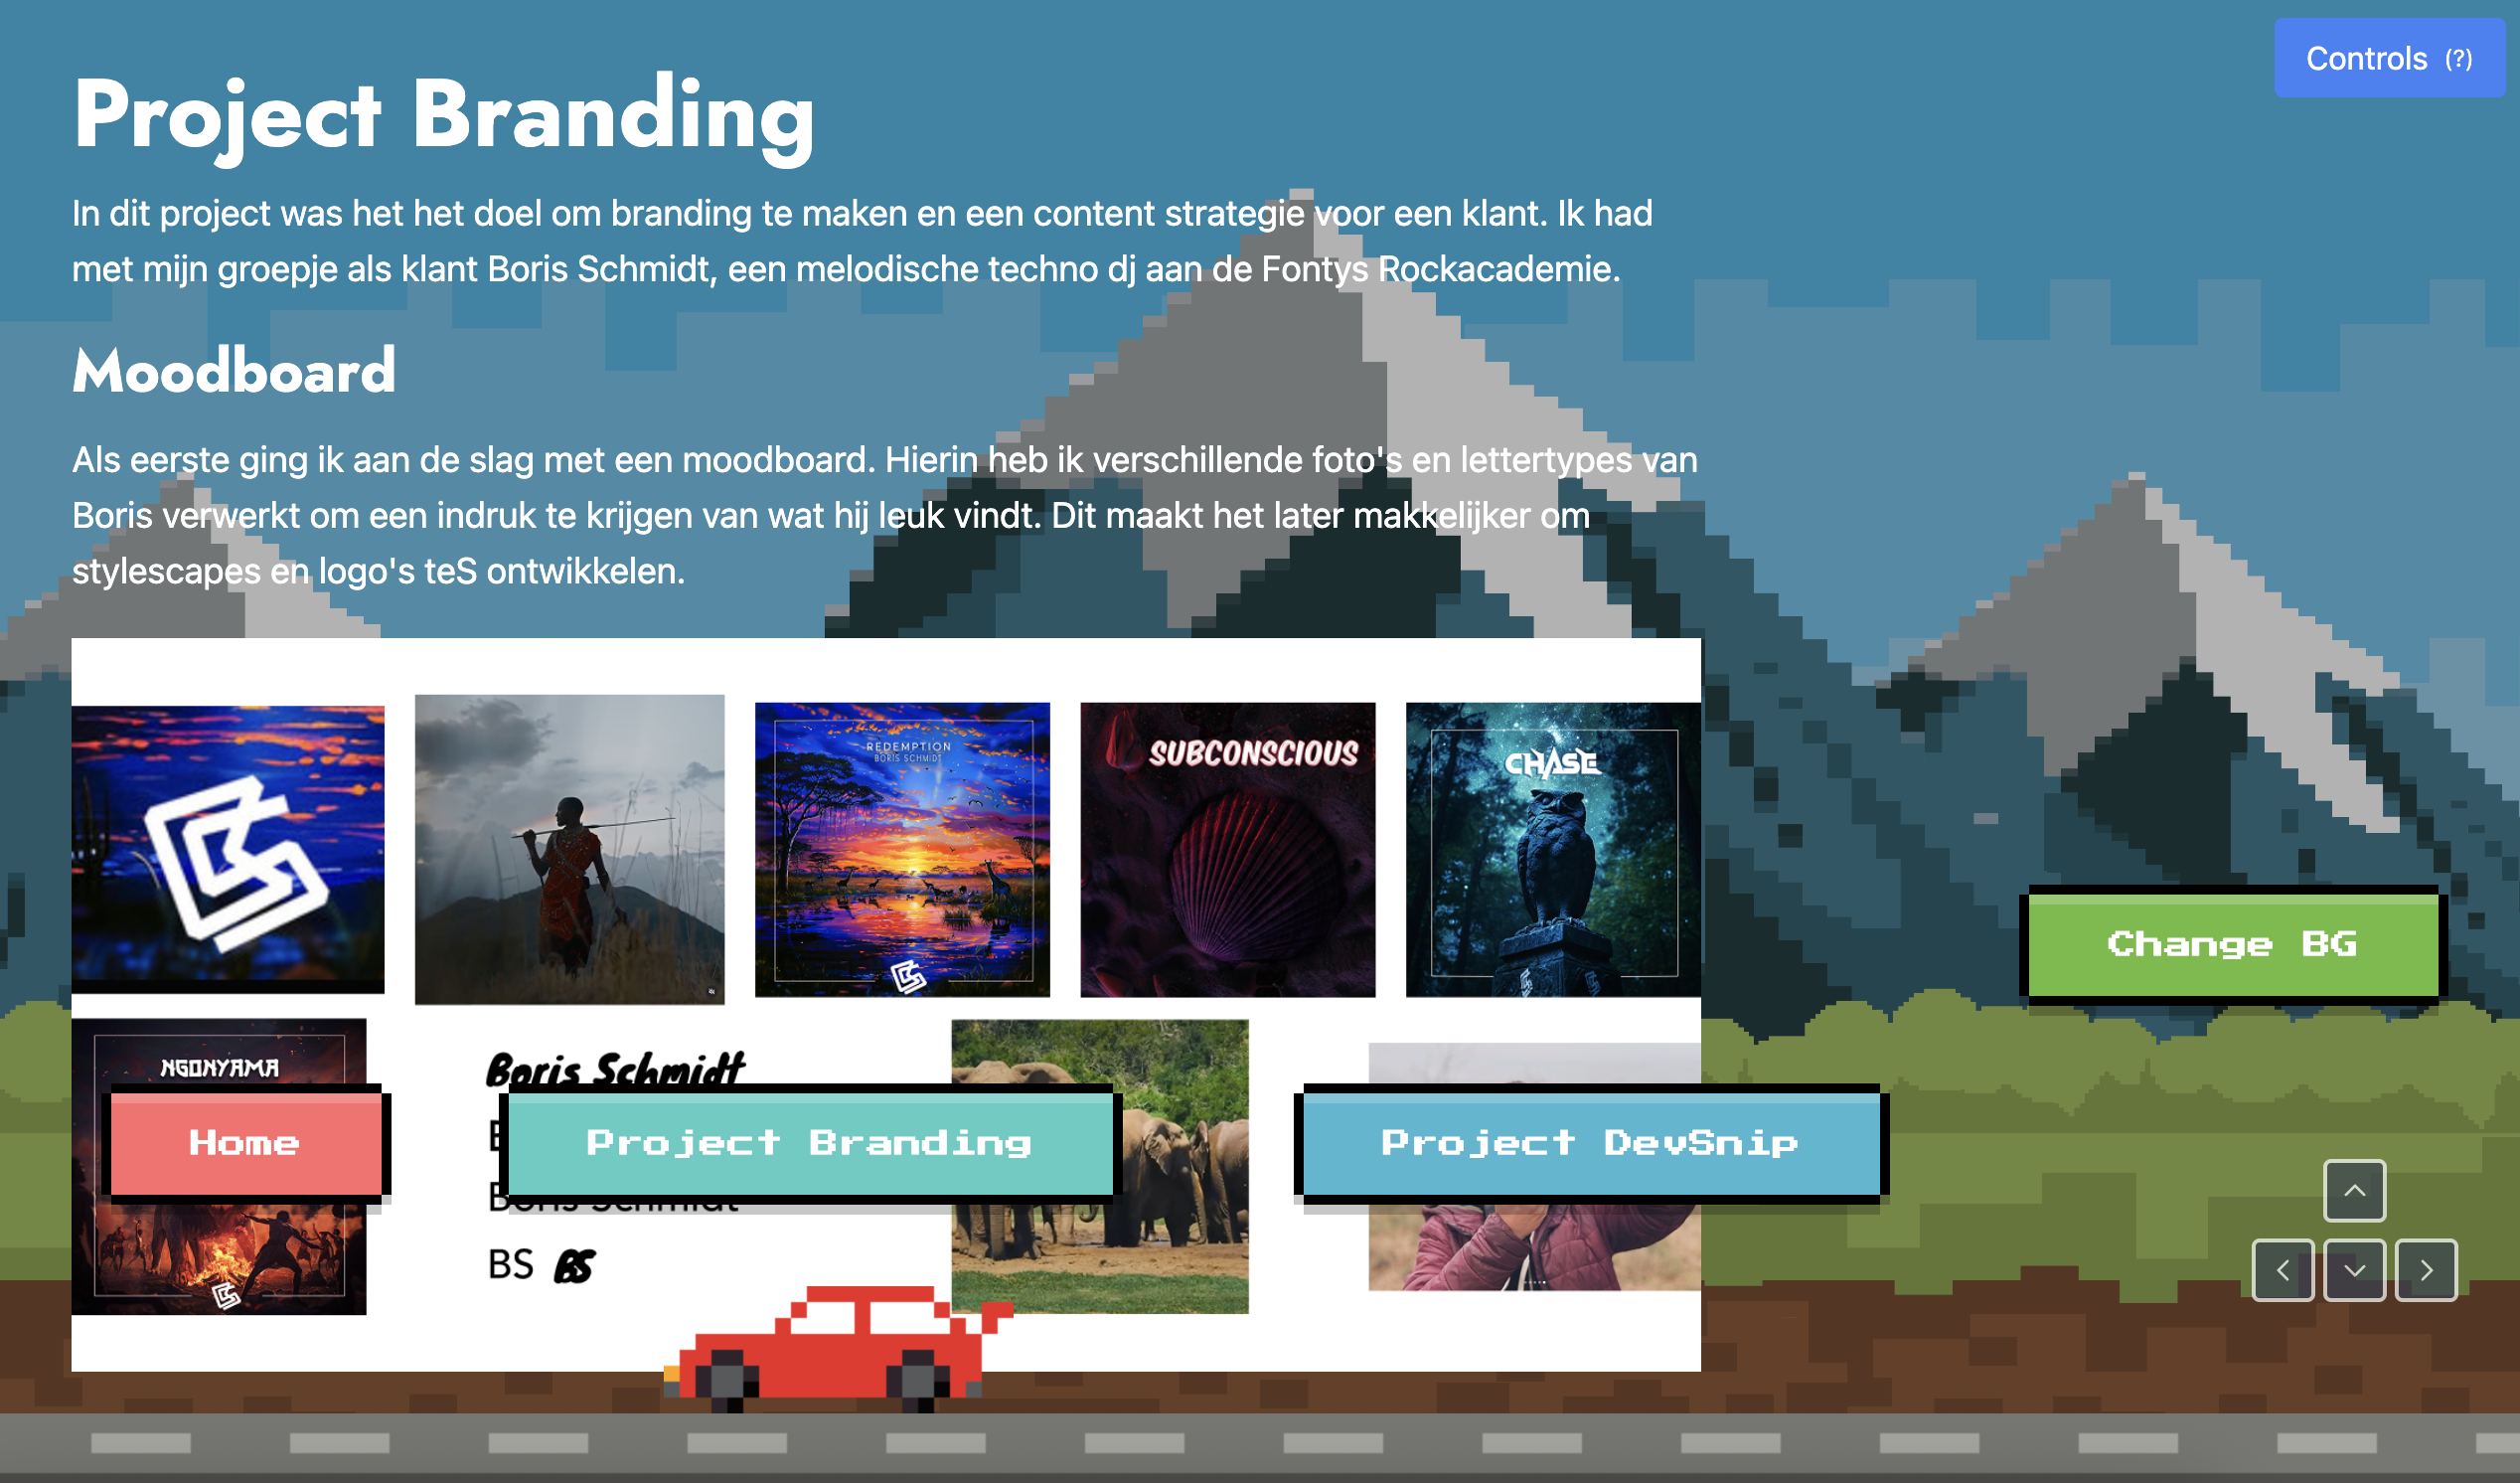 Controls (?)
Project Branding
In dit project was het het doel om branding te maken en een content strategie voor een klant. Ik had
met mijn groepje als klant Boris Schmidt, een melodische techno dj aan de Fontys Rockacademie.
Moodboard
Als eerste ging ik aan de slag met een moodboard. Hierin heb ik verschillende foto's en lettertypes van
Boris verwerkt om een indruk te krijgen van wat hij leuk vindt. Dit maakt het later makkelijker om
stylescapes en logo's teS ontwikkelen.
REDEMPTION
BORIS SCHMIDT
SUBCONSCIOUS
CHASE
Change BG
NGONYAMA
Boris Schmidt
Home
Project Branding
Project DevSnip
Boris Schmidt
BS BS